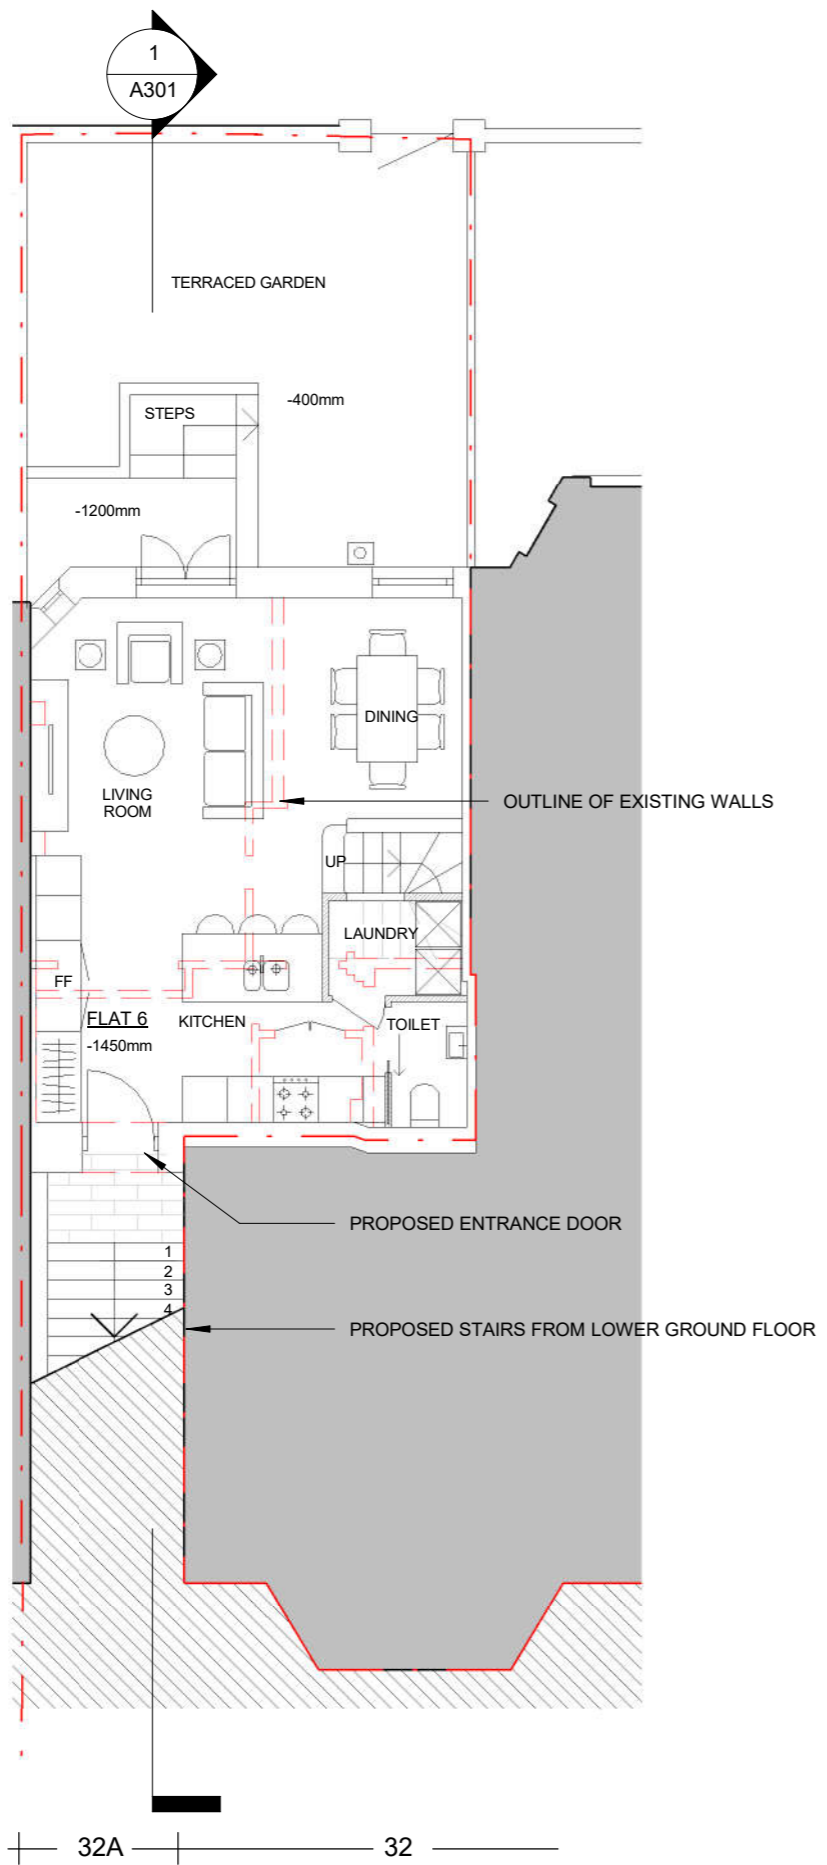 1
A301
TERRACED GARDEN
-400mm
STEPS
-1200mm
DINING
LIVING
ROOM
OUTLINE OF EXISTING WALLS
UP
LAUNDRY
FF
FLAT 6
KITCHEN
TOILET
-1450mm
PROPOSED ENTRANCE DOOR
1
2
3
4
PROPOSED STAIRS FROM LOWER GROUND FLOOR
32A
32